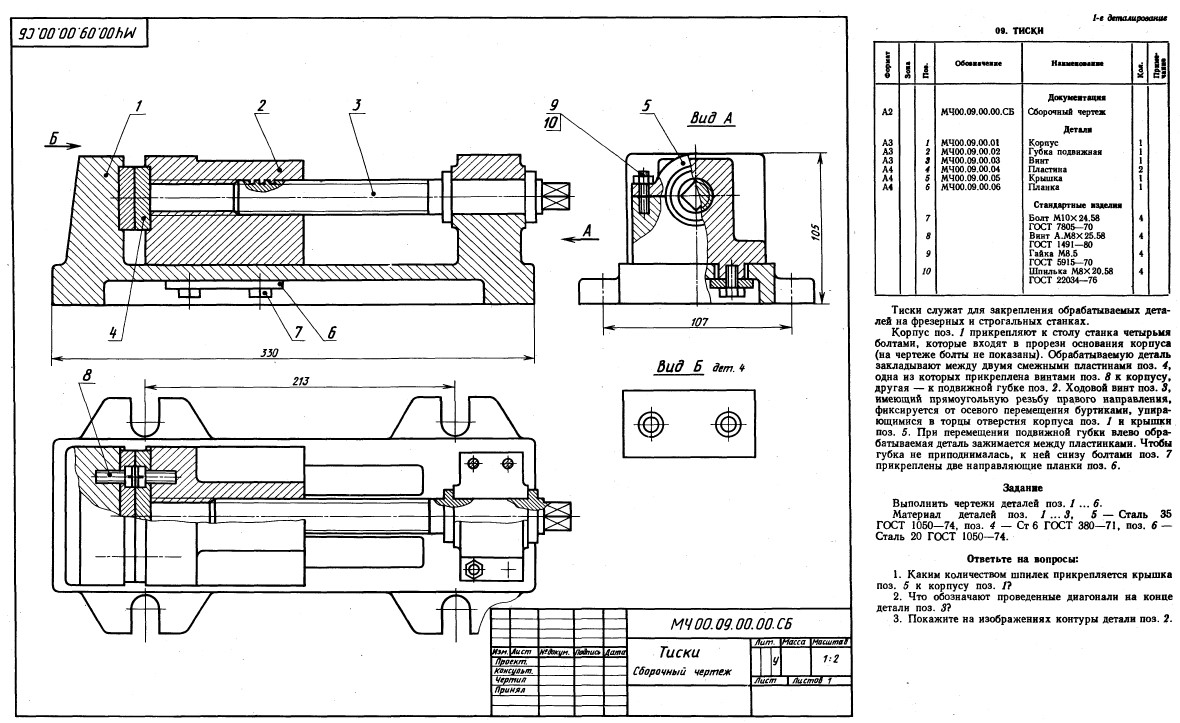 МЧ00.09.00.00.СБ
1
2
3
9
10
5
Вид А
Б
А
105
4
7
6
107
330
Вид Б дет. 4
8
213
МЧ00.09.00.00.СБ
Изм. Лист №докум. Подпись Дата
Проект.
Консульт.
Чертил
Принял
Тиски
Сборочный чертеж
Лит. Масса Масштаб
У 1:2
Лист Листов 1
1-е деталирование
09. ТИСКИ
Формат Зона Поз. Обозначение Наименование Кол. Приме-
чание
Документация
А2 МЧ00.09.00.00.СБ Сборочный чертеж
Детали
А3 1 МЧ00.09.00.01 Корпус 1
А3 2 МЧ00.09.00.02 Губка подвижная 1
А3 3 МЧ00.09.00.03 Винт 1
А4 4 МЧ00.09.00.04 Пластина 2
А4 5 МЧ00.09.00.05 Крышка 1
А4 6 МЧ00.09.00.06 Планка 1
Стандартные изделия
7 Болт М10×24.58 4
ГОСТ 7805—70
8 Винт А.М8×25.58 4
ГОСТ 1491—80
9 Гайка М8.5 4
ГОСТ 5915—70
10 Шпилька М8×20.58 4
ГОСТ 22034—76
Тиски служат для закрепления обрабатываемых дета-
лей на фрезерных и строгальных станках.
Корпус поз. 1 прикрепляют к столу станка четырьмя
болтами, которые входят в прорези основания корпуса
(на чертеже болты не показаны). Обрабатываемую деталь
закладывают между двумя смежными пластинами поз. 4,
одна из которых прикреплена винтами поз. 8 к корпусу,
другая — к подвижной губке поз. 2. Ходовой винт поз. 3,
имеющий прямоугольную резьбу правого направления,
фиксируется от осевого перемещения буртиками, упира-
ющимися в торцы отверстия корпуса поз. 1 и крышки
поз. 5. При перемещении подвижной губки влево обра-
батываемая деталь зажимается между пластинками. Чтобы
губка не приподнималась, к ней снизу болтами поз. 7
прикреплены две направляющие планки поз. 6.
Задание
Выполнить чертежи деталей поз. 1 ... 6.
Материал деталей поз. 1 ... 3, 5 — Сталь 35
ГОСТ 1050—74, поз. 4 — Ст 6 ГОСТ 380—71, поз. 6 —
Сталь 20 ГОСТ 1050—74.
Ответьте на вопросы:
1. Каким количеством шпилек прикрепляется крышка
поз. 5 к корпусу поз. 1?
2. Что обозначают проведенные диагонали на конце
детали поз. 3?
3. Покажите на изображениях контуры детали поз. 2.